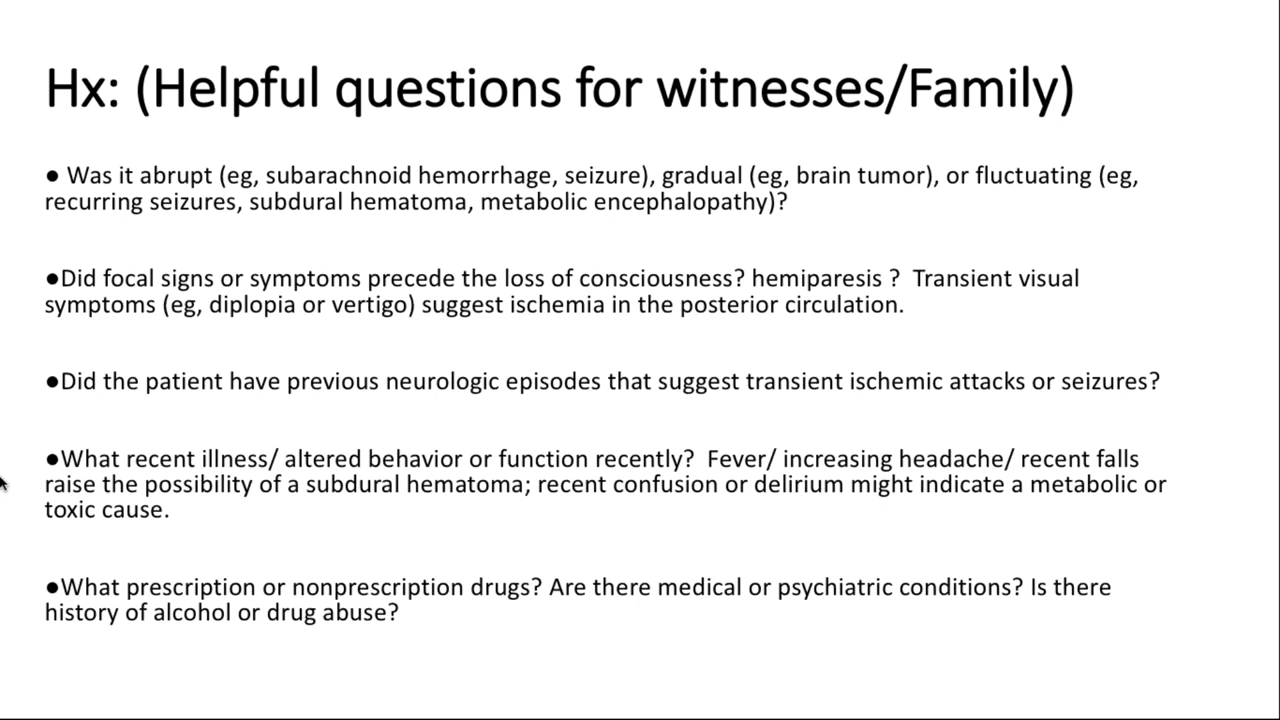 Hx: (Helpful questions for witnesses/Family)
● Was it abrupt (eg, subarachnoid hemorrhage, seizure), gradual (eg, brain tumor), or fluctuating (eg,
recurring seizures, subdural hematoma, metabolic encephalopathy)?
●Did focal signs or symptoms precede the loss of consciousness? hemiparesis ?  Transient visual
symptoms (eg, diplopia or vertigo) suggest ischemia in the posterior circulation.
●Did the patient have previous neurologic episodes that suggest transient ischemic attacks or seizures?
●What recent illness/ altered behavior or function recently?  Fever/ increasing headache/ recent falls
raise the possibility of a subdural hematoma; recent confusion or delirium might indicate a metabolic or
toxic cause.
●What prescription or nonprescription drugs? Are there medical or psychiatric conditions? Is there
history of alcohol or drug abuse?